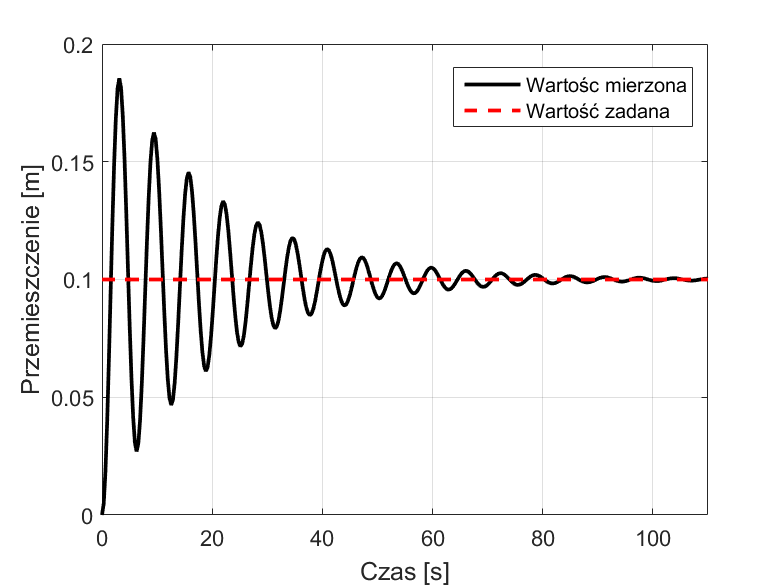 0.2
Wartośc mierzona
Wartość zadana
0.15
0.1
0.05
0
Przemieszczenie [m]
0 20 40 60 80 100
Czas [s]